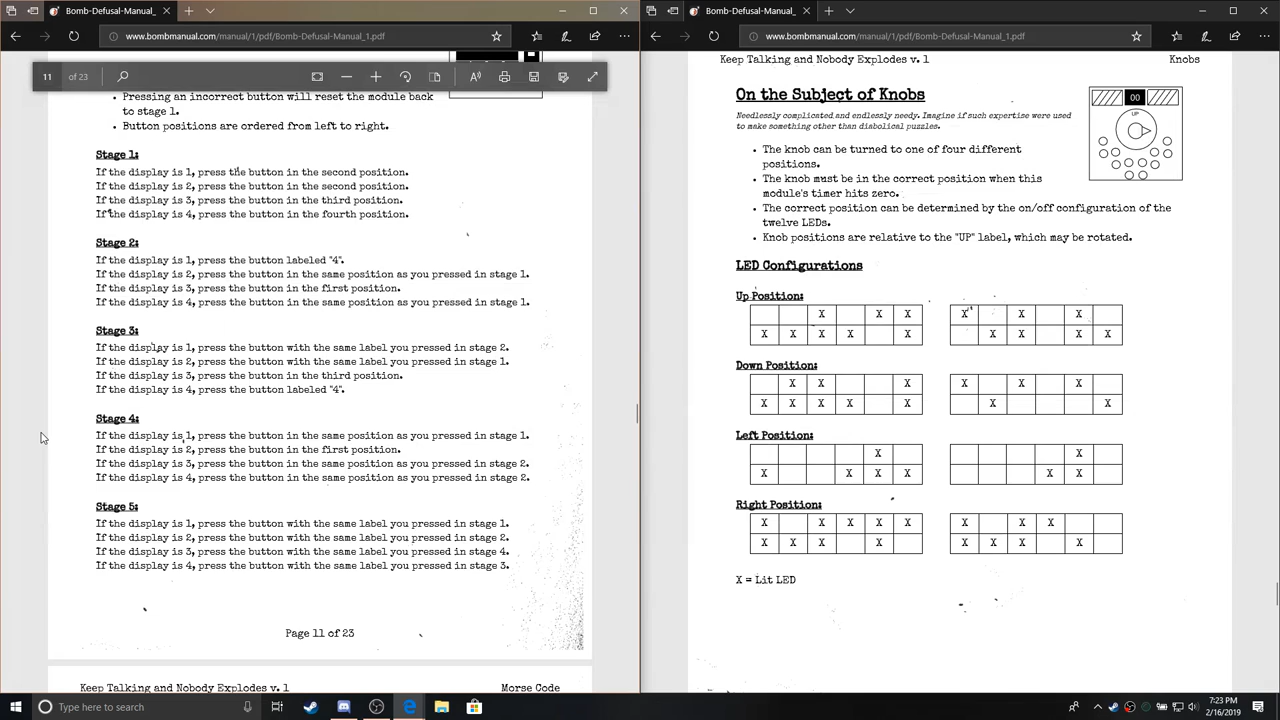 Bomb-Defusal-Manual_1.
www.bombmanual.com/manual/1/pdf/Bomb-Defusal-Manual_1.pdf
11 of 23
Pressing an incorrect button will reset the module back
to stage 1.
Button positions are ordered from left to right.
Stage 1:
If the display is 1, press the button in the second position.
If the display is 2, press the button in the second position.
If the display is 3, press the button in the third position.
If the display is 4, press the button in the fourth position.
Stage 2:
If the display is 1, press the button labeled "4".
If the display is 2, press the button in the same position as you pressed in stage 1.
If the display is 3, press the button in the first position.
If the display is 4, press the button in the same position as you pressed in stage 1.
Stage 3:
If the display is 1, press the button with the same label you pressed in stage 2.
If the display is 2, press the button with the same label you pressed in stage 1.
If the display is 3, press the button in the third position.
If the display is 4, press the button labeled "4".
Stage 4:
If the display is 1, press the button in the same position as you pressed in stage 1.
If the display is 2, press the button in the first position.
If the display is 3, press the button in the same position as you pressed in stage 2.
If the display is 4, press the button in the same position as you pressed in stage 2.
Stage 5:
If the display is 1, press the button with the same label you pressed in stage 1.
If the display is 2, press the button with the same label you pressed in stage 2.
If the display is 3, press the button with the same label you pressed in stage 4.
If the display is 4, press the button with the same label you pressed in stage 3.
Page 11 of 23
Keep Talking and Nobody Explodes v. 1 Morse Code
Bomb-Defusal-Manual_1.
www.bombmanual.com/manual/1/pdf/Bomb-Defusal-Manual_1.pdf
Keep Talking and Nobody Explodes v. 1 Knobs
On the Subject of Knobs
Needlessly complicated and endlessly needy. Imagine if such expertise were used
to make something other than diabolical puzzles.
00
UP
The knob can be turned to one of four different
positions.
The knob must be in the correct position when this
module's timer hits zero.
The correct position can be determined by the on/off configuration of the
twelve LEDs.
Knob positions are relative to the "UP" label, which may be rotated.
LED Configurations
Up Position:
X X X X X X
X X X X X X X X X
Down Position:
X X X X X X
X X X X X X X
Left Position:
X X
X X X X X X
Right Position:
X X X X X X X X
X X X X X X X X
X = Lit LED
Type here to search
7:23 PM
2/16/2019